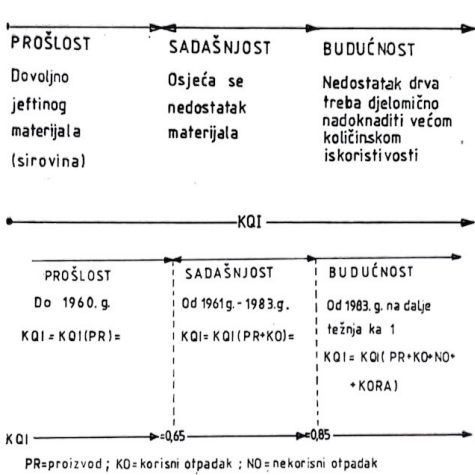 PROŠLOST
Dovoljno
jeftinog
materijala
(sirovina)
SADAŠNJOST
Osjeća se
nedostatak
materijala
BUDUĆNOST
Nedostatak drva
treba djelomično
nadoknaditi većom
količinskom
iskoristivosti
KQI
PROŠLOST
Do 1960. g.
KQI = KQI(PR)=
SADAŠNJOST
Od 1961g.-1983.g.
KQI= KQI(PR+KO)=
BUDUĆNOST
Od 1983. g. na dalje
težnja ka 1
KQI = KQI( PR+KO+NO+
+KORA)
KQI =0,65 =0,85
PR=proizvod ; KO=korisni otpadak ; NO=nekorisni otpadak